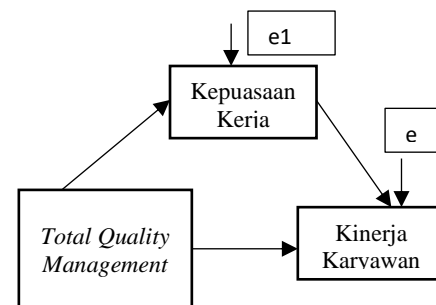 e1
Kepuasaan
Kerja
e
Total Quality
Management
Kinerja
Karyawan